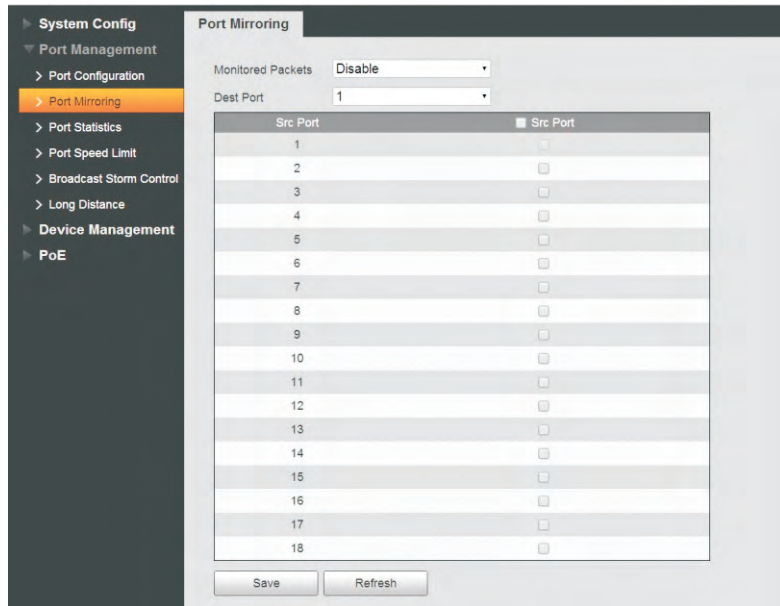 System Config
Port Management
> Port Configuration
> Port Mirroring
> Port Statistics
> Port Speed Limit
> Broadcast Storm Control
> Long Distance
Device Management
PoE
Port Mirroring
Monitored Packets Disable
Dest Port 1
Src Port Src Port
1
2
3
4
5
6
7
8
9
10
11
12
13
14
15
16
17
18
Save Refresh